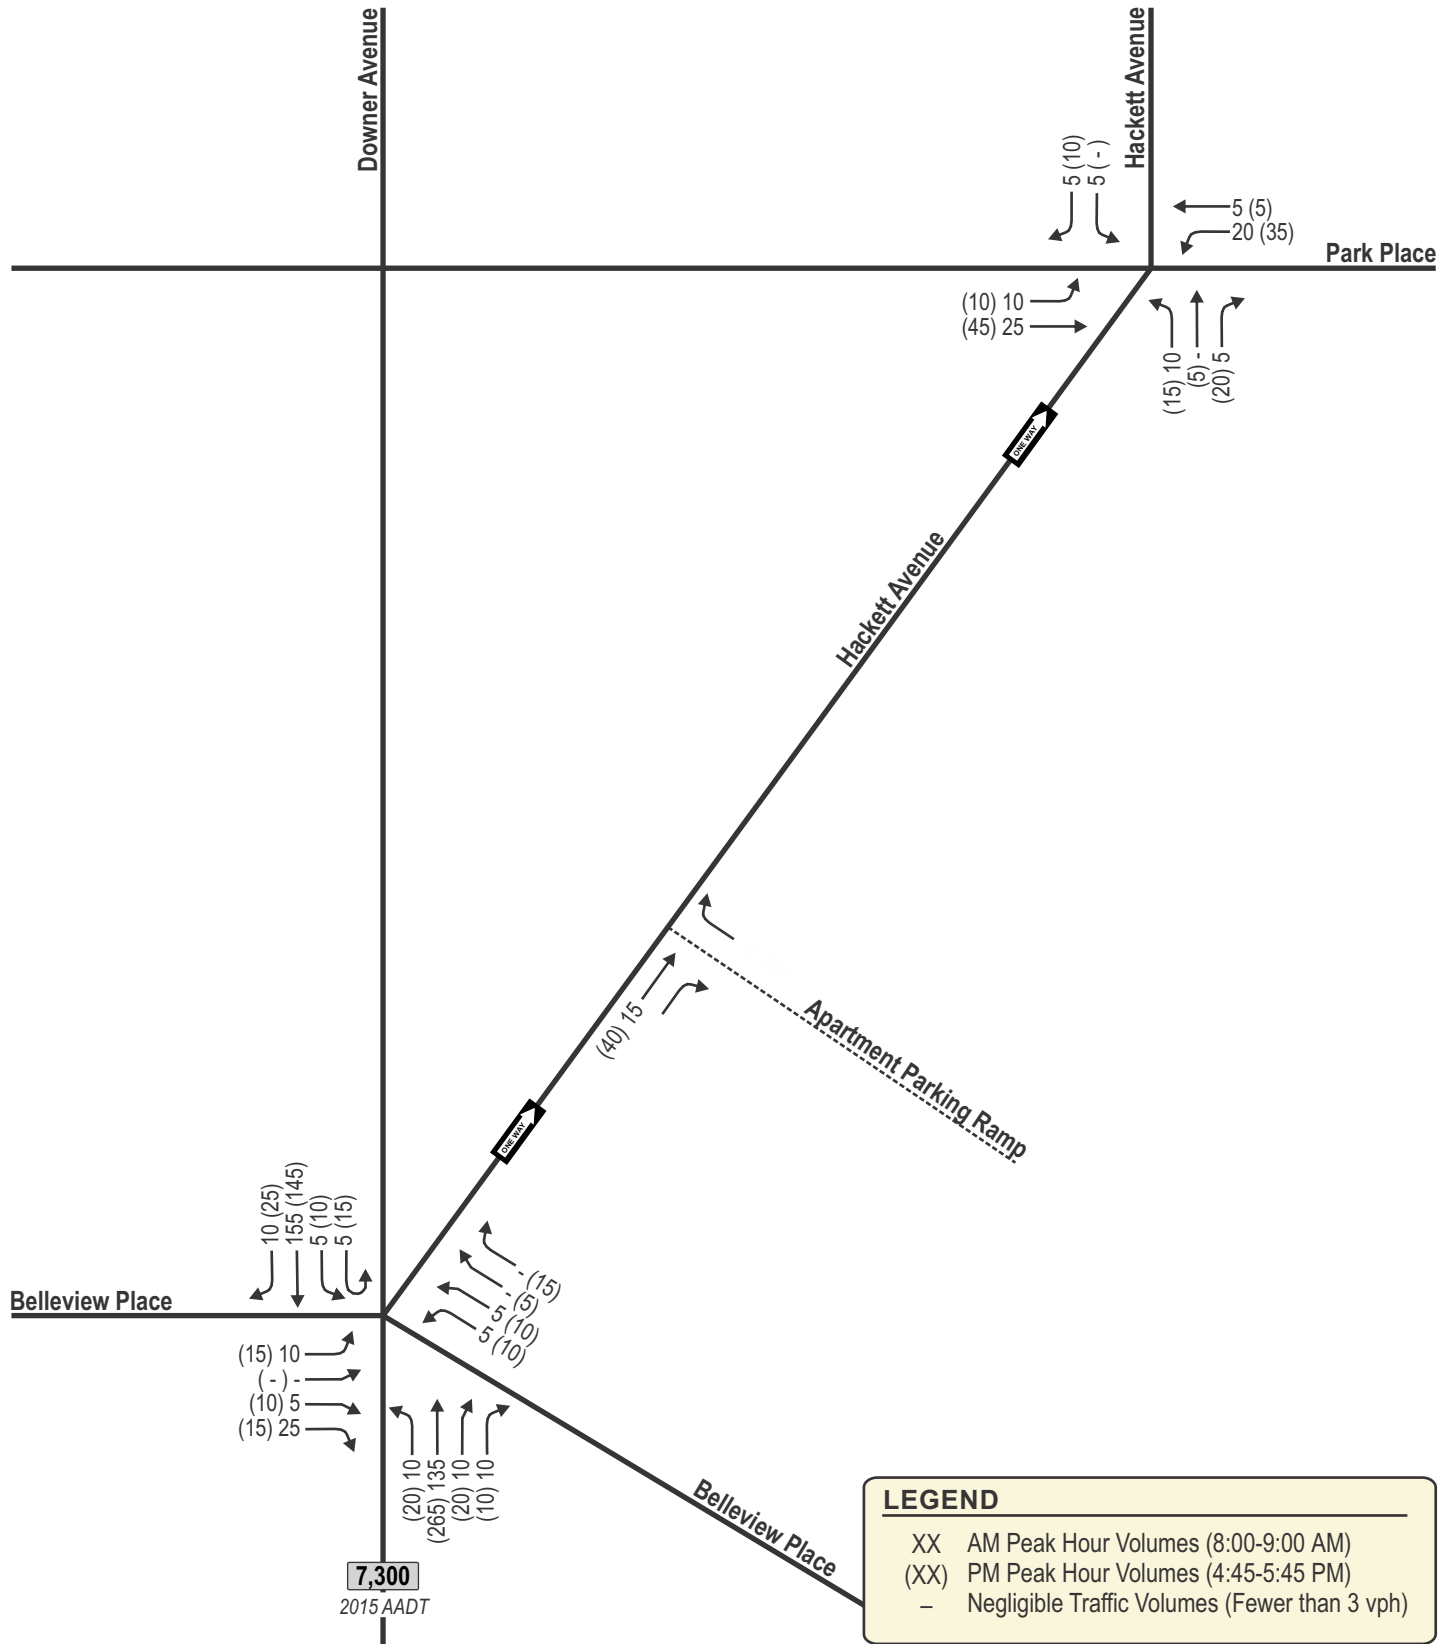 Downer Avenue
Hackett Avenue
5 (10)
5 ( - )
5 (5)
20 (35)
Park Place
(10) 10
(45) 25
(15) 10
(5) -
(20) 5
ONE WAY
Hackett Avenue
(40) 15
Apartment Parking Ramp
ONE WAY
10 (25)
155 (145)
5 (10)
5 (15)
Belleview Place
- (15)
- (5)
5 (10)
5 (10)
(15) 10
( - ) -
(10) 5
(15) 25
(20) 10
(265) 135
(20) 10
(10) 10
Belleview Place
7,300
2015 AADT
LEGEND
XX AM Peak Hour Volumes (8:00-9:00 AM)
(XX) PM Peak Hour Volumes (4:45-5:45 PM)
– Negligible Traffic Volumes (Fewer than 3 vph)